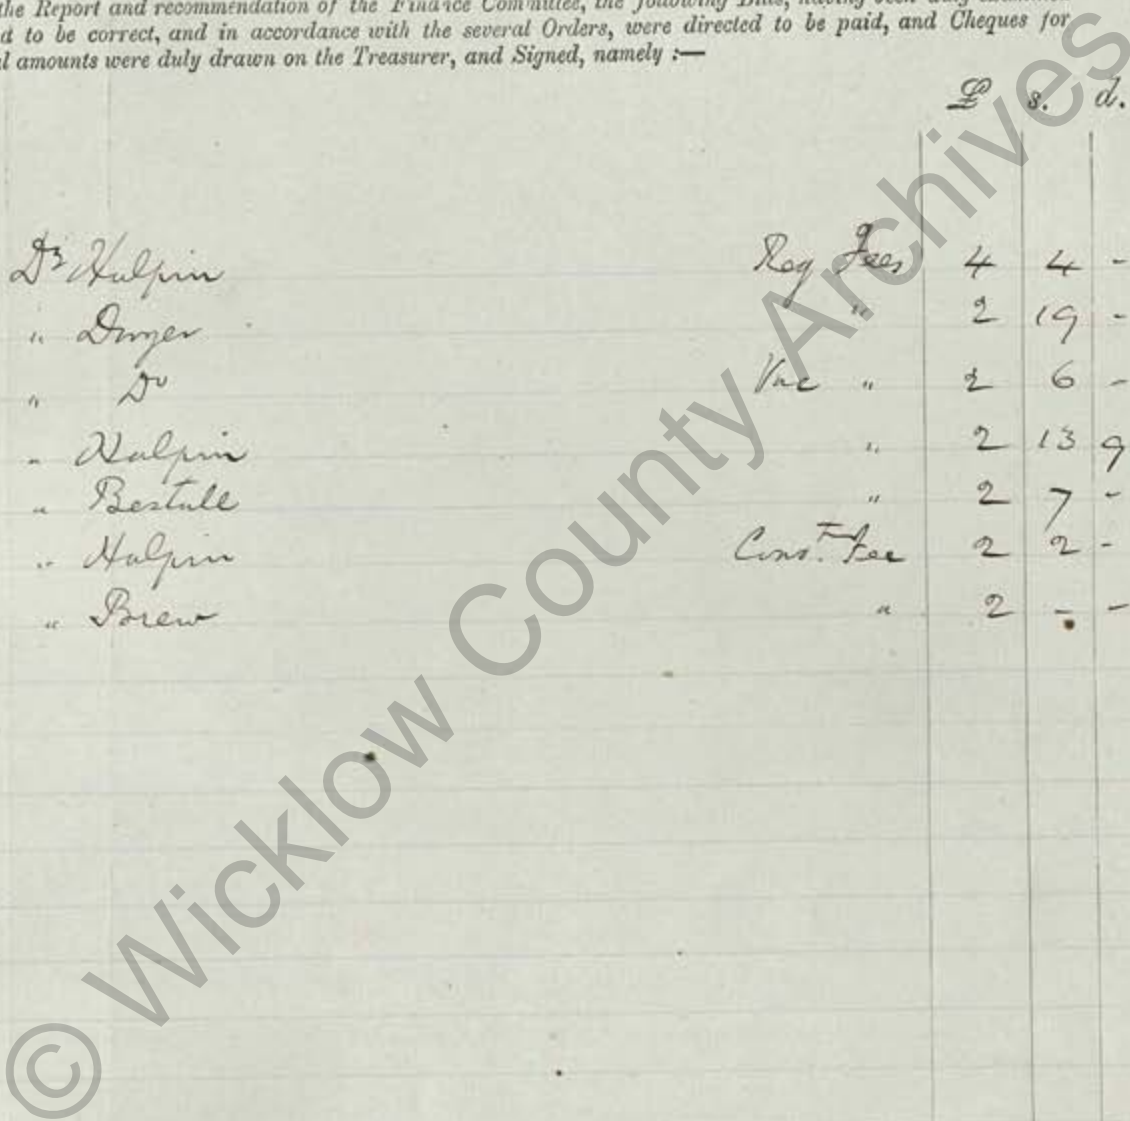 the Report and recommendation of the Finance Committee, the following Bills, having been duly examined
d to be correct, and in accordance with the several Orders, were directed to be paid, and Cheques for
l amounts were duly drawn on the Treasurer, and Signed, namely :—
£ s. d.
Dr Halpin Reg Fees 4 4 -
" Dwyer " 2 19 -
" Do Vac " 2 6 -
" Halpin " 2 13 9
" Bestall " 2 7 -
" Halpin Const. Fee 2 2 -
" Brew " 2 - -
© Wicklow County Archives